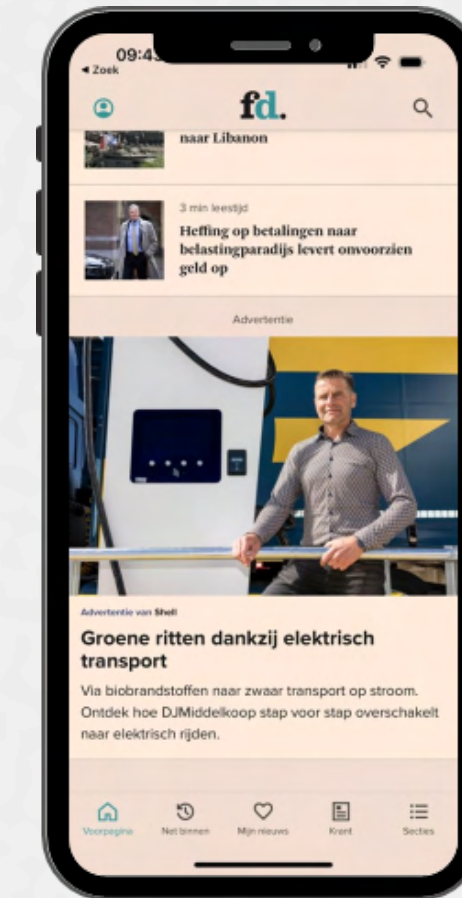 09:43
◀ Zoek
fd.
naar Libanon
3 min leestijd
Heffing op betalingen naar
belastingparadijs levert onvoorzien
geld op
Advertentie
Advertentie van Shell
Groene ritten dankzij elektrisch
transport
Via biobrandstoffen naar zwaar transport op stroom.
Ontdek hoe DJMiddelkoop stap voor stap overschakelt
naar elektrisch rijden.
Voorpagina
Net binnen
Mijn nieuws
Krant
Secties